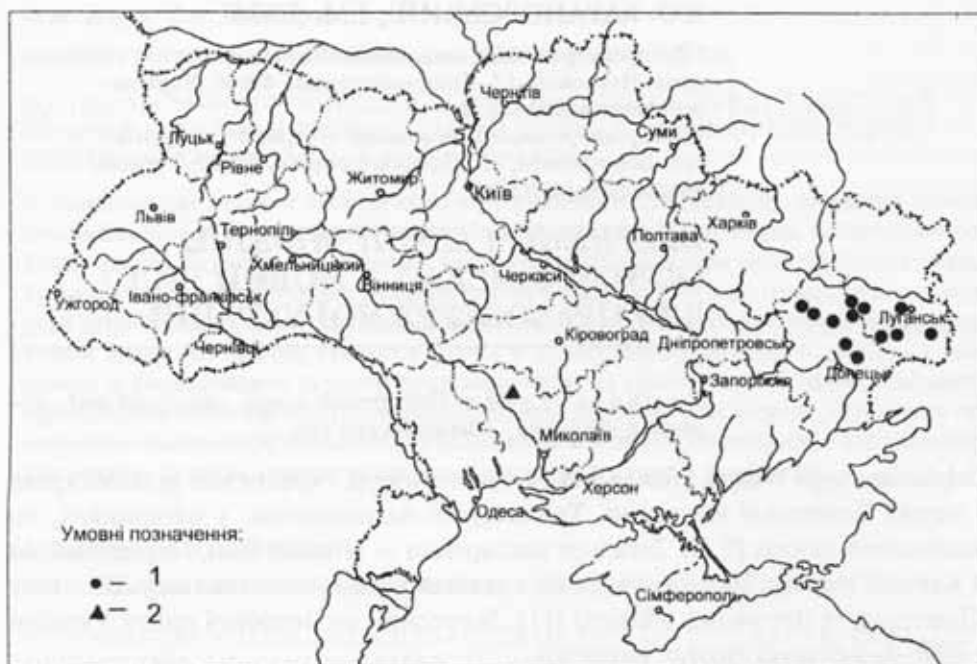 Чернігів
Суми
Луцьк
Рівне
Житомир
Київ
Львів
Харків
Тернопіль
Полтава
Хмельницький
Черкаси
Вінниця
Ужгород
Івано-франківськ
Луганськ
Кіровоград
Дніпропетровськ
Чернівці
Донецьк
Запоріжжя
Миколаїв
Херсон
Одеса
Умовні позначення:
– 1
– 2
Сімферополь